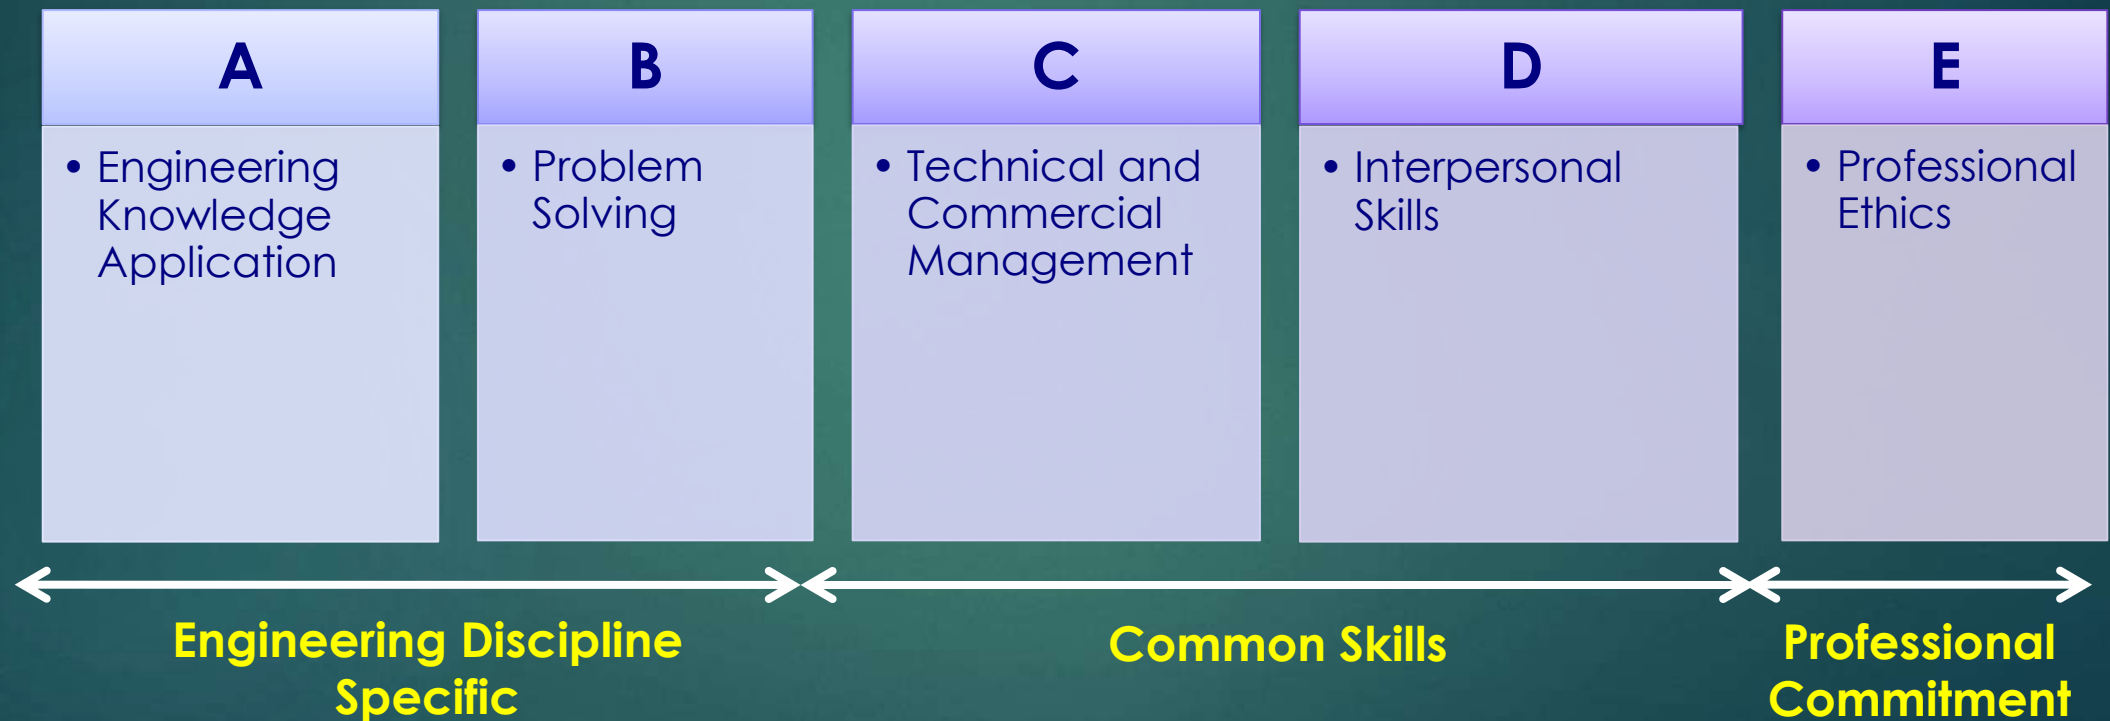 A
• Engineering
Knowledge
Application
B
• Problem
Solving
C
• Technical and
Commercial
Management
D
• Interpersonal
Skills
E
• Professional
Ethics
Engineering Discipline
Specific
Common Skills
Professional
Commitment